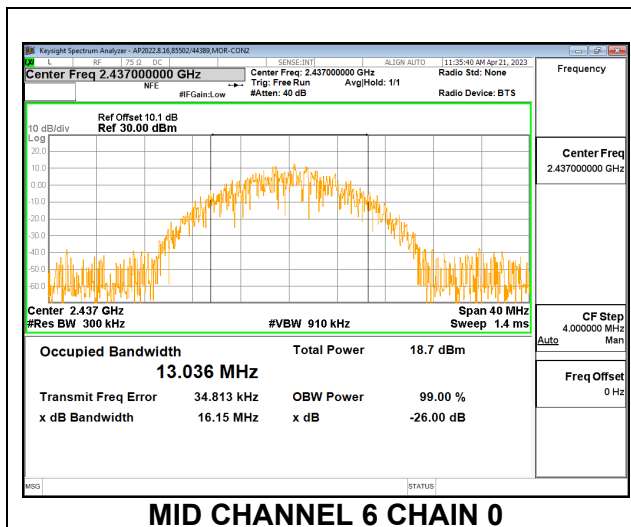 Keysight Spectrum Analyzer - AP2022.8.16,85502/44389,MOR-CON2
L RF 75 Ω DC SENSE:INT ALIGN AUTO 11:35:40 AM Apr 21, 2023
Center Freq 2.437000000 GHz
NFE
#IFGain:Low
Center Freq: 2.437000000 GHz
Trig: Free Run Avg|Hold: 1/1
#Atten: 40 dB
Radio Std: None
Radio Device: BTS
Frequency
Ref Offset 10.1 dB
10 dB/div Ref 30.00 dBm
Log
20.0
10.0
0.00
-10.0
-20.0
-30.0
-40.0
-50.0
-60.0
Center Freq
2.437000000 GHz
Center 2.437 GHz Span 40 MHz
#Res BW 300 kHz #VBW 910 kHz Sweep 1.4 ms
CF Step
4.000000 MHz
Auto Man
Freq Offset
0 Hz
Occupied Bandwidth Total Power 18.7 dBm
13.036 MHz
Transmit Freq Error 34.813 kHz OBW Power 99.00 %
x dB Bandwidth 16.15 MHz x dB -26.00 dB
MSG STATUS
MID CHANNEL 6 CHAIN 0